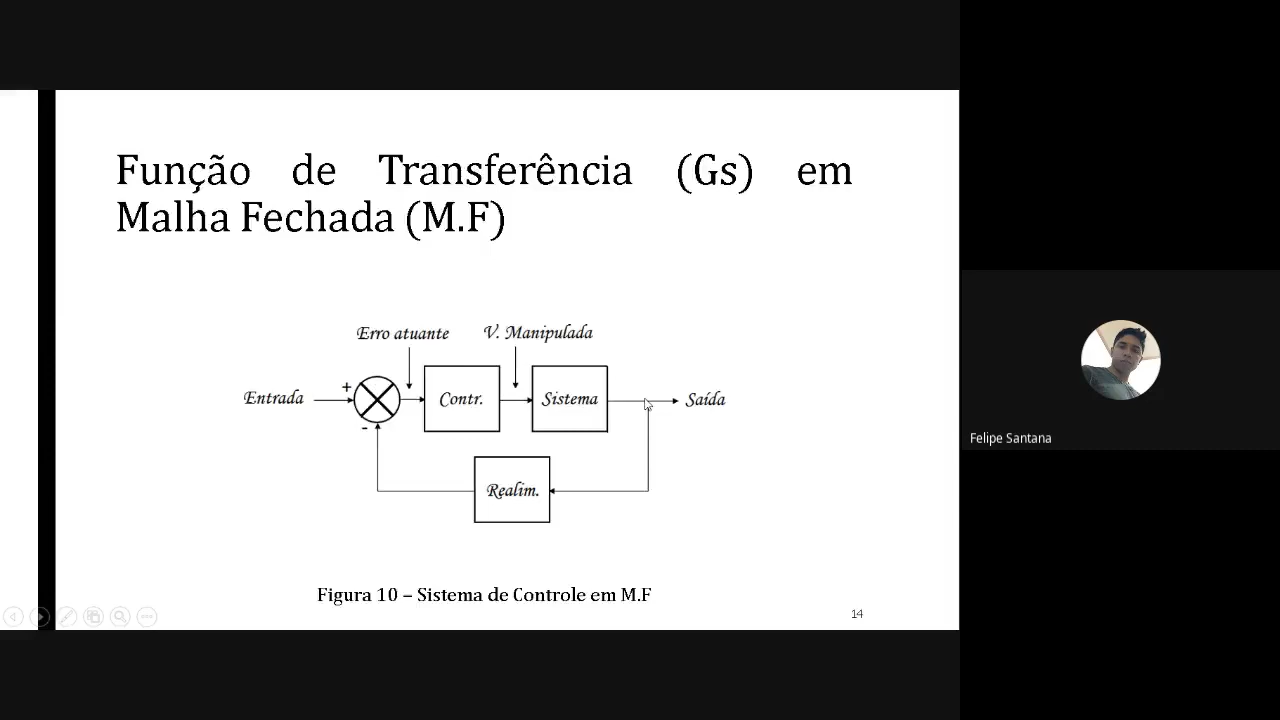 Função de Transferência (Gs) em
Malha Fechada (M.F)
Erro atuante
V. Manipulada
Entrada
+
-
Contr.
Sistema
Saída
Realim.
Figura 10 – Sistema de Controle em M.F
14
Felipe Santana